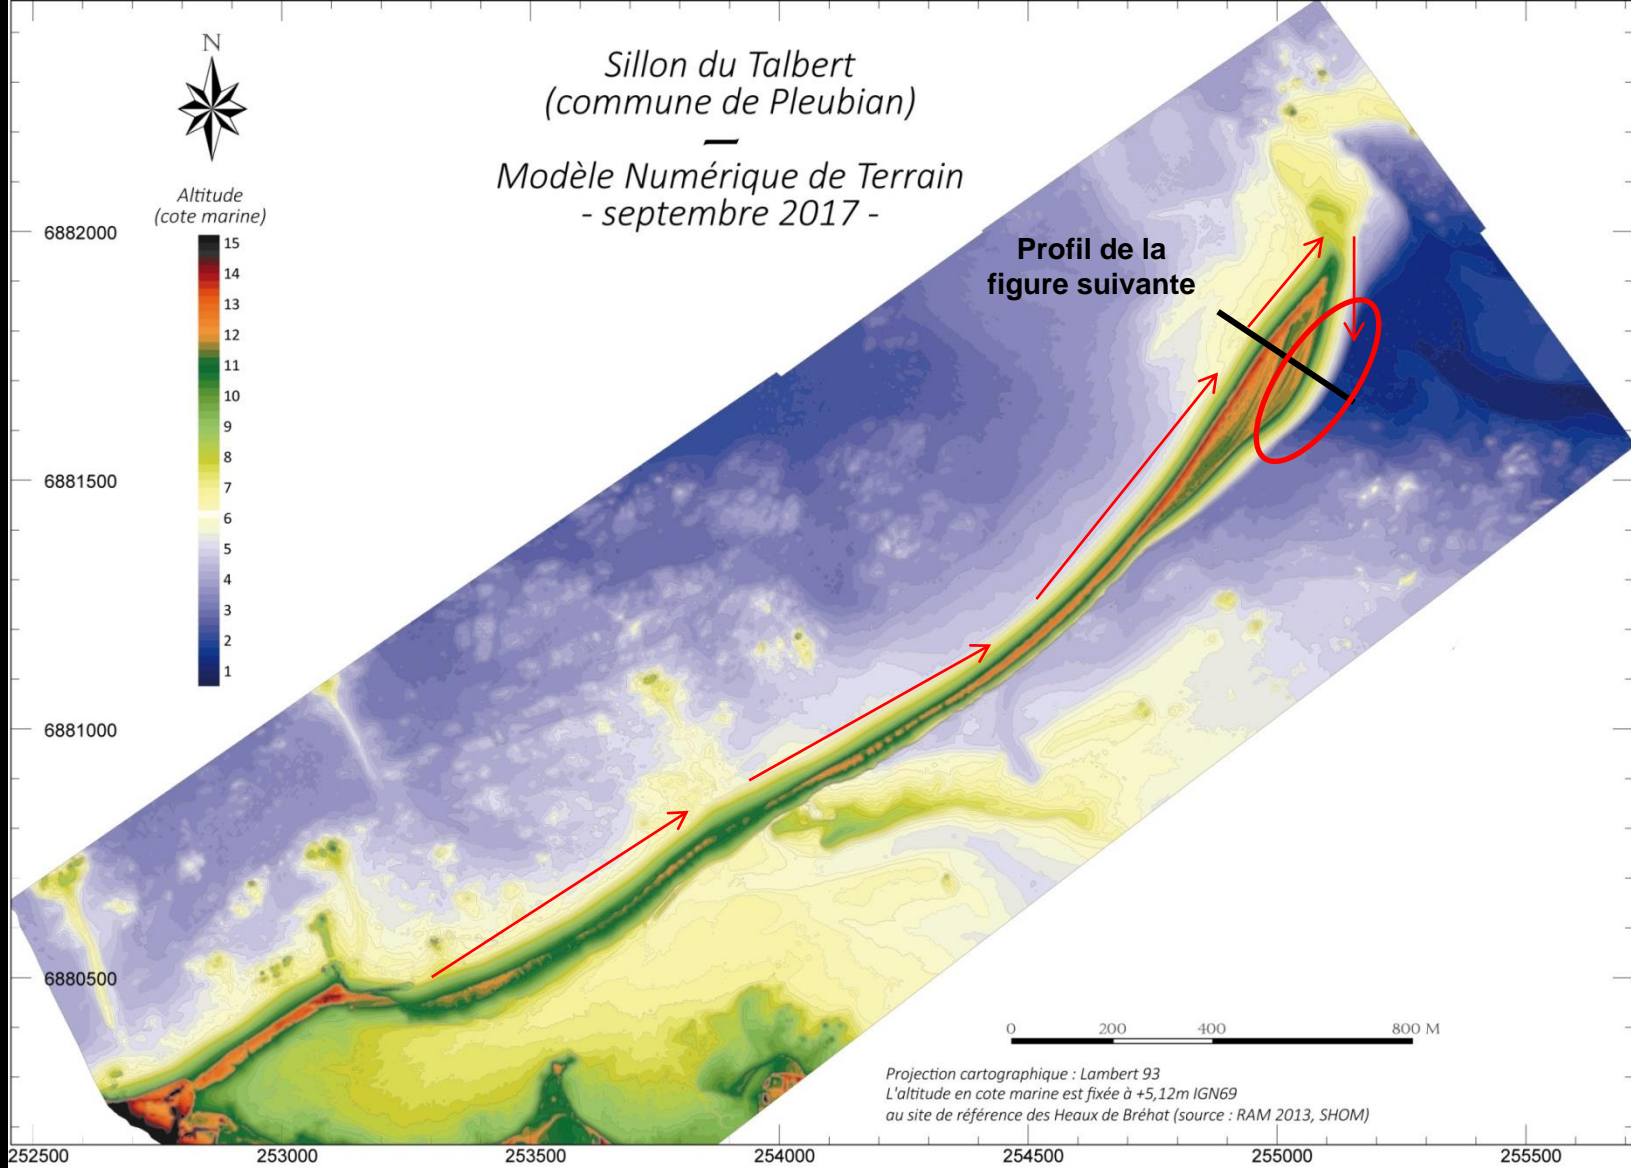 N
Sillon du Talbert
(commune de Pleubian)
Modèle Numérique de Terrain
- septembre 2017 -
Altitude
(cote marine)
15
14
13
12
11
10
9
8
7
6
5
4
3
2
1
Profil de la
figure suivante
6882000
6881500
6881000
6880500
0 200 400 800 M
Projection cartographique : Lambert 93
L'altitude en cote marine est fixée à +5,12m IGN69
au site de référence des Heaux de Bréhat (source : RAM 2013, SHOM)
252500 253000 253500 254000 254500 255000 255500